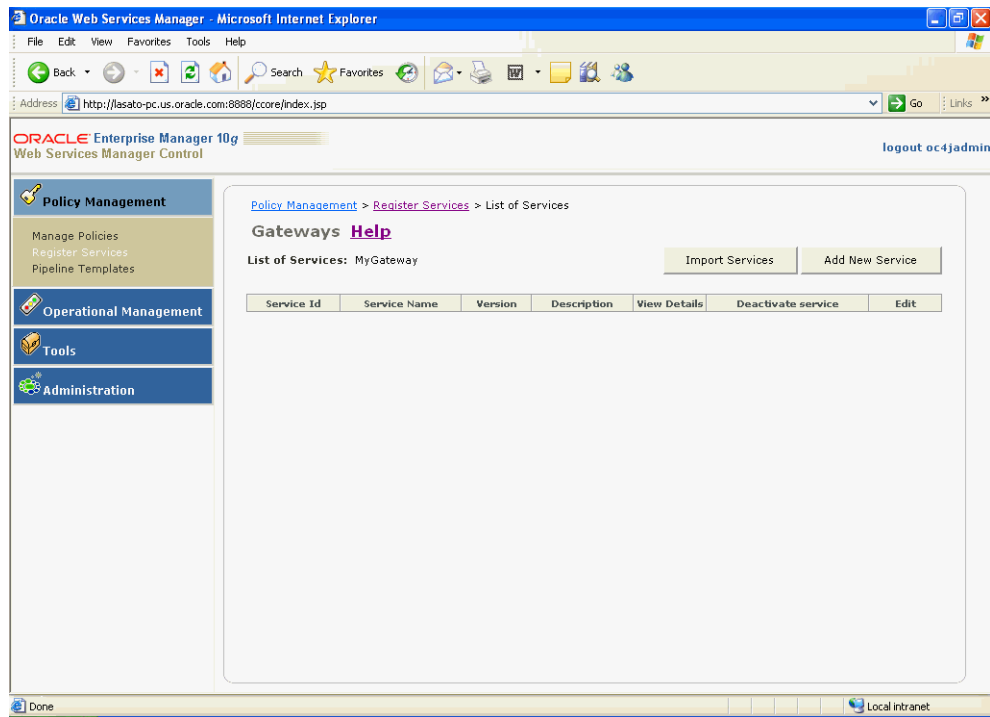 Oracle Web Services Manager - Microsoft Internet Explorer
File Edit View Favorites Tools Help
Back Search Favorites
Address http://lasato-pc.us.oracle.com:8888/ccore/index.jsp Go Links »
ORACLE Enterprise Manager 10g
Web Services Manager Control
logout oc4jadmin
Policy Management
Manage Policies
Register Services
Pipeline Templates
Operational Management
Tools
Administration
Policy Management > Register Services > List of Services
Gateways Help
List of Services: MyGateway
Import Services Add New Service
Service Id Service Name Version Description View Details Deactivate service Edit
Done Local intranet